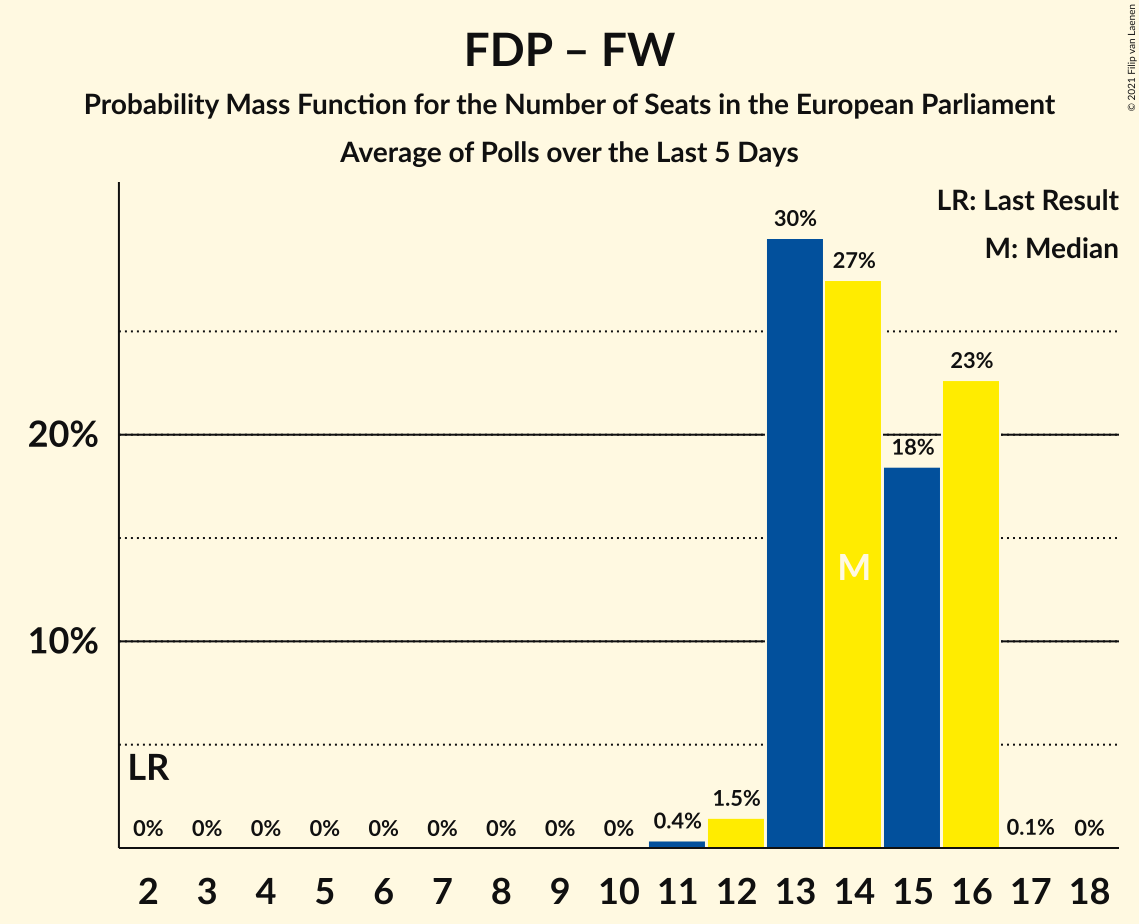 FDP – FW
Probability Mass Function for the Number of Seats in the European Parliament
Average of Polls over the Last 5 Days
© 2021 Filip van Laenen
LR: Last Result
M: Median
20%
10%
LR
M
0%
0%
0%
0%
0%
0%
0%
0%
0%
0.4%
1.5%
30%
27%
18%
23%
0.1%
0%
2 3 4 5 6 7 8 9 10 11 12 13 14 15 16 17 18